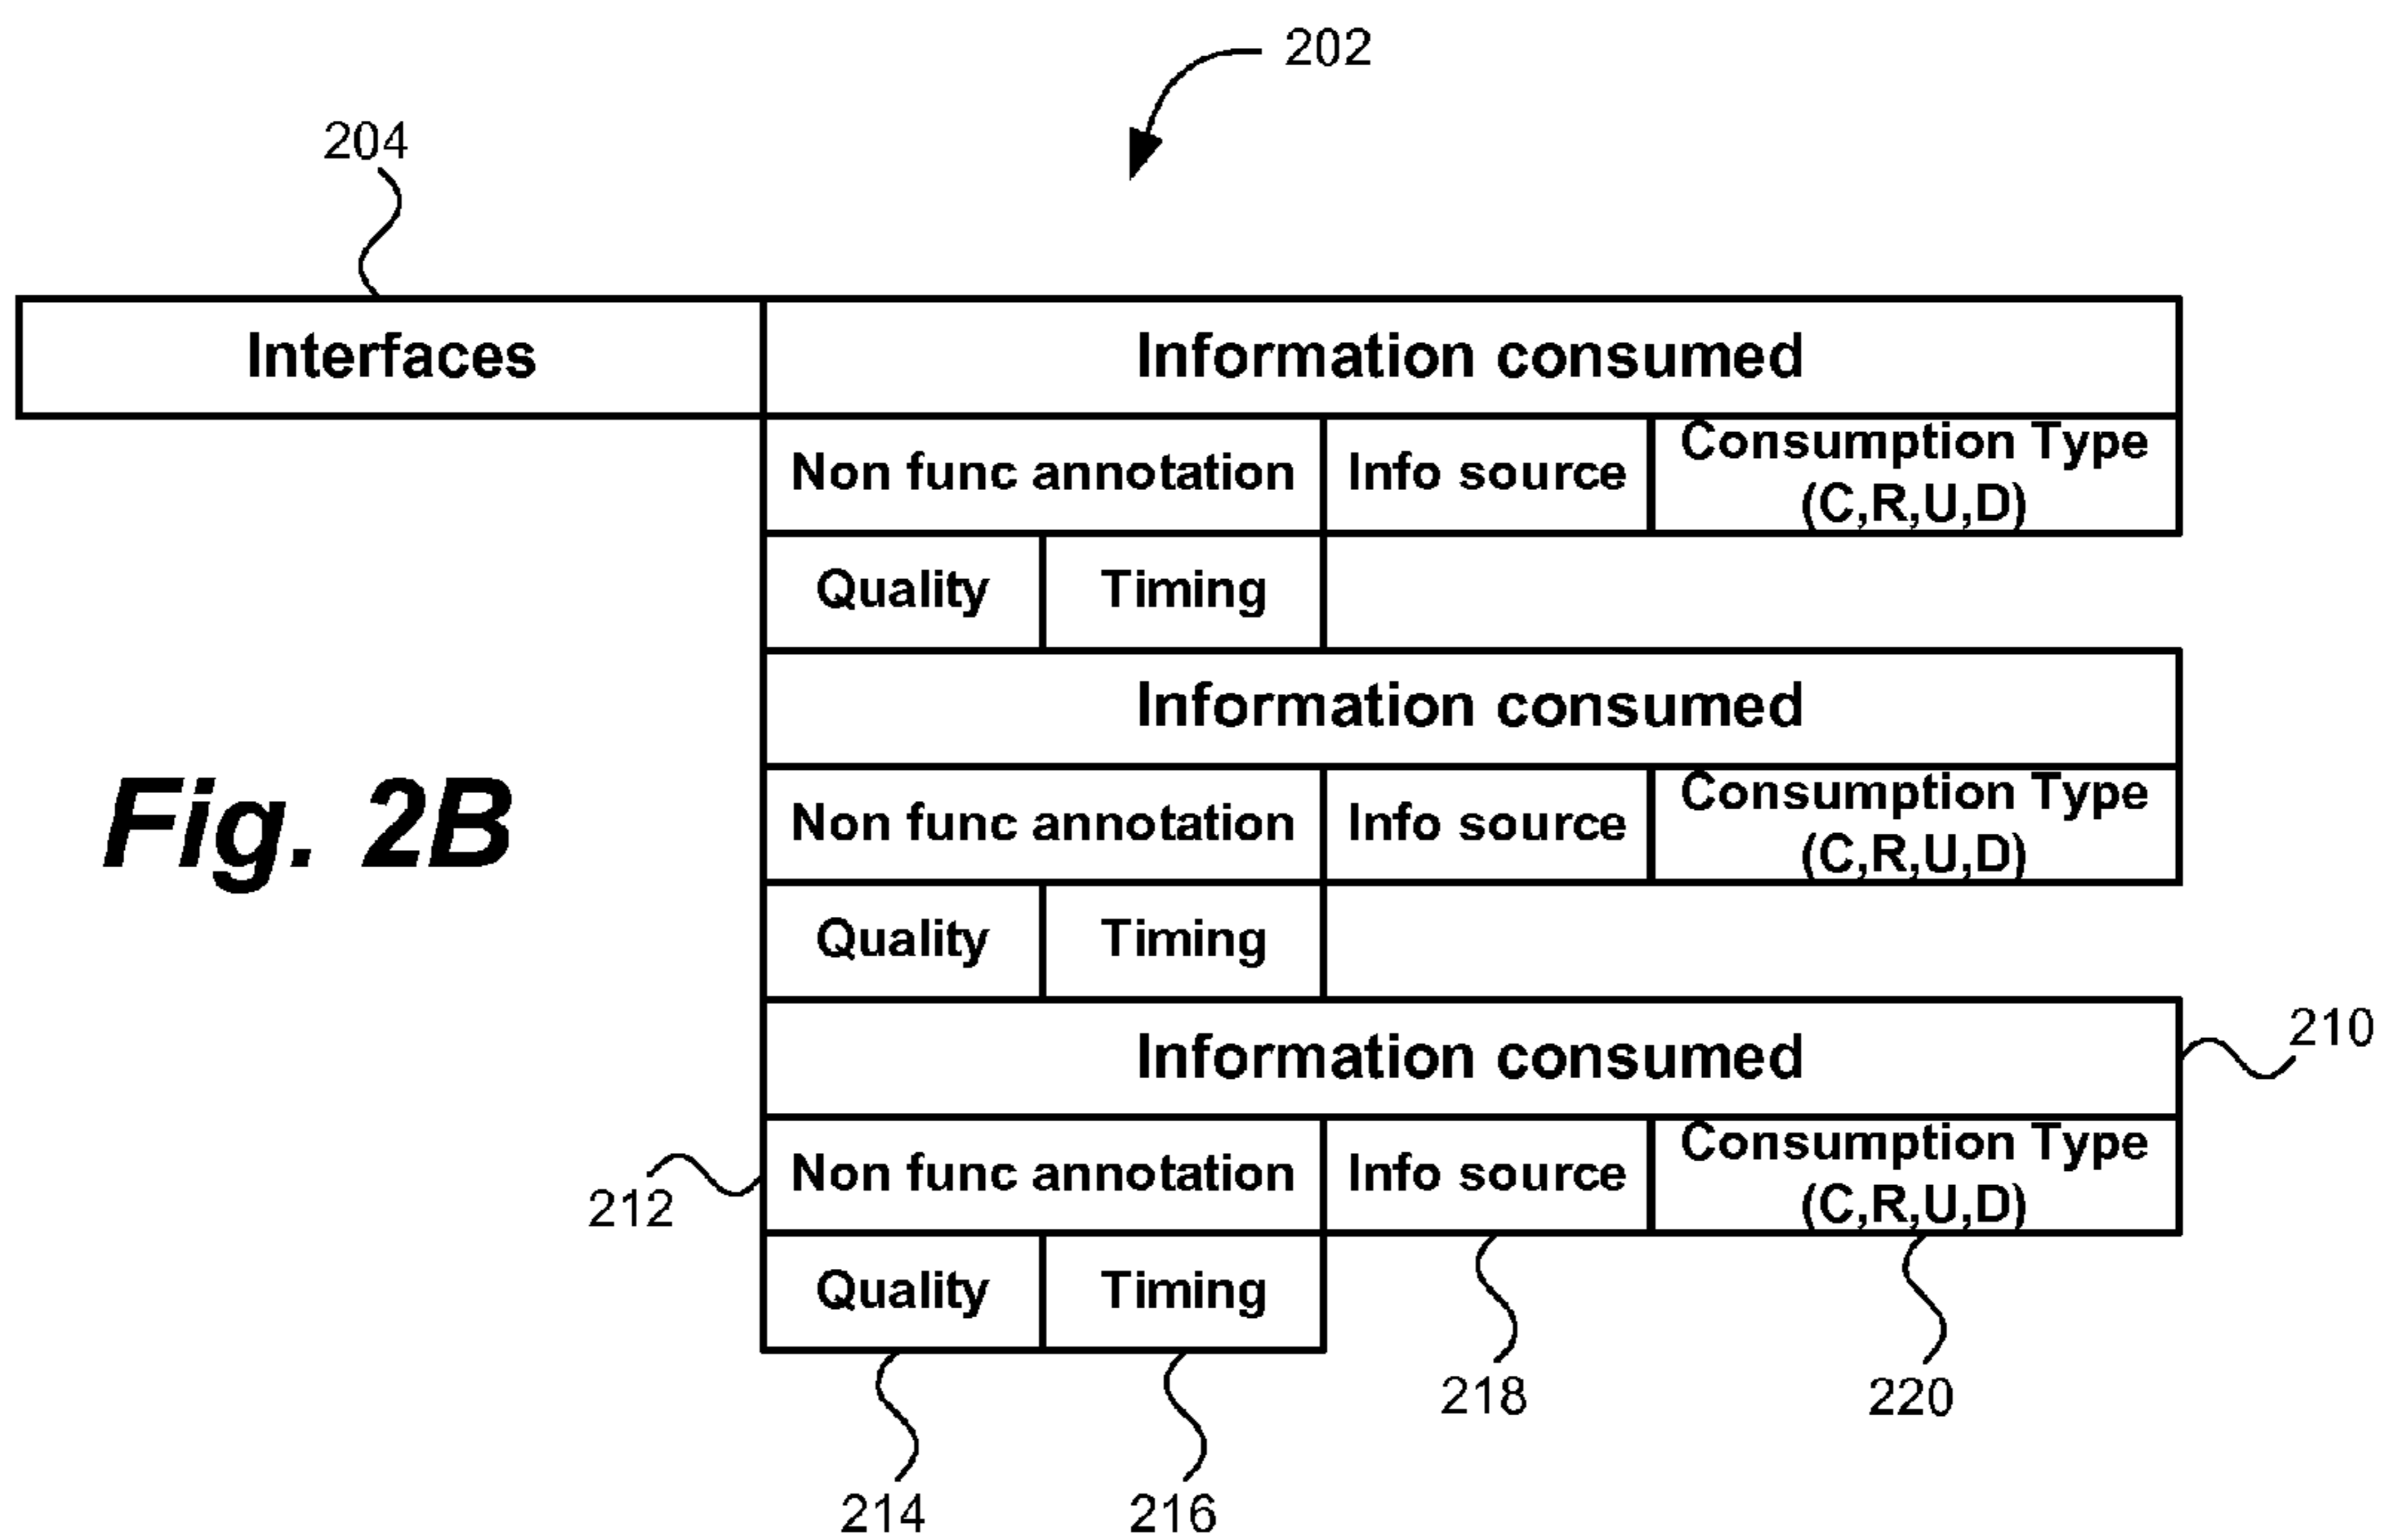 202
204
Interfaces Information consumed
Non func annotation Info source Consumption Type
(C,R,U,D)
Quality Timing
Information consumed
Fig. 2B
Non func annotation Info source Consumption Type
(C,R,U,D)
Quality Timing
Information consumed
210
Non func annotation Info source Consumption Type
(C,R,U,D)
212
Quality Timing
218 220
214 216